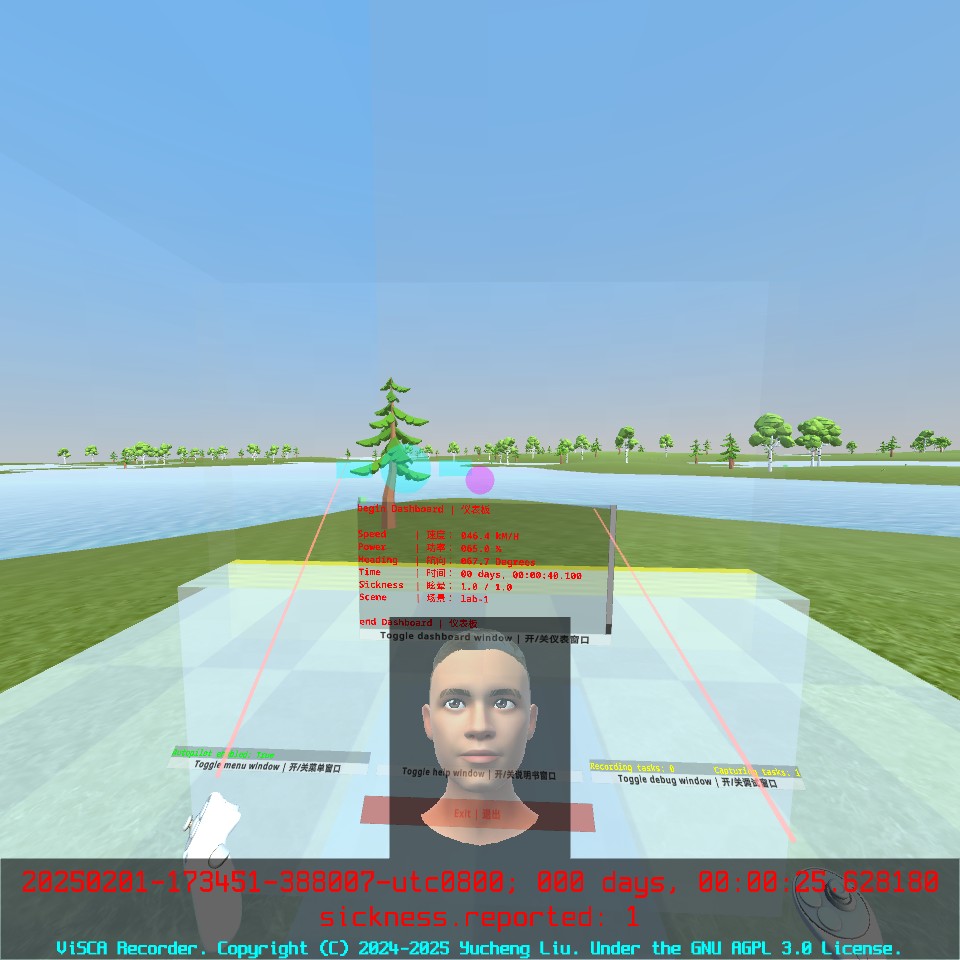 begin Dashboard | 仪表板
Speed | 速度: 046.4 kM/H
Power | 功率: 065.0 %
Heading | 朝向: 067.7 Degrees
Time | 时间: 00 days, 00:00:40.100
Sickness | 眩晕: 1.0 / 1.0
Scene | 场景: lab-1
end Dashboard | 仪表板
Toggle dashboard window | 开/关仪表窗口
True
Toggle menu window | 开/关菜单窗口
Toggle help window | 开/关说明书窗口
Recording tasks: 0 Capturing tasks: 1
Toggle debug window | 开/关调试窗口
Exit | 退出
20250201-173451-388007-utc0800; 000 days, 00:00:25.628180
sickness.reported: 1
ViSCA Recorder. Copyright (C) 2024-2025 Yucheng Liu. Under the GNU AGPL 3.0 License.